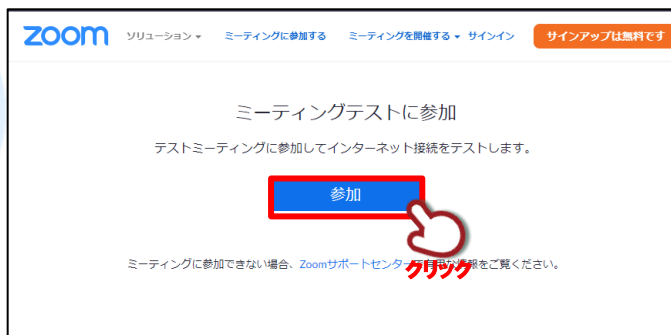 zoom ソリューション ミーティングに参加する ミーティングを開催する サインイン サインアップは無料です
ミーティングテストに参加
テストミーティングに参加してインターネット接続をテストします。
参加
ミーティングに参加できない場合、Zoomサポートセンターで有用な情報をご覧ください。
クリック